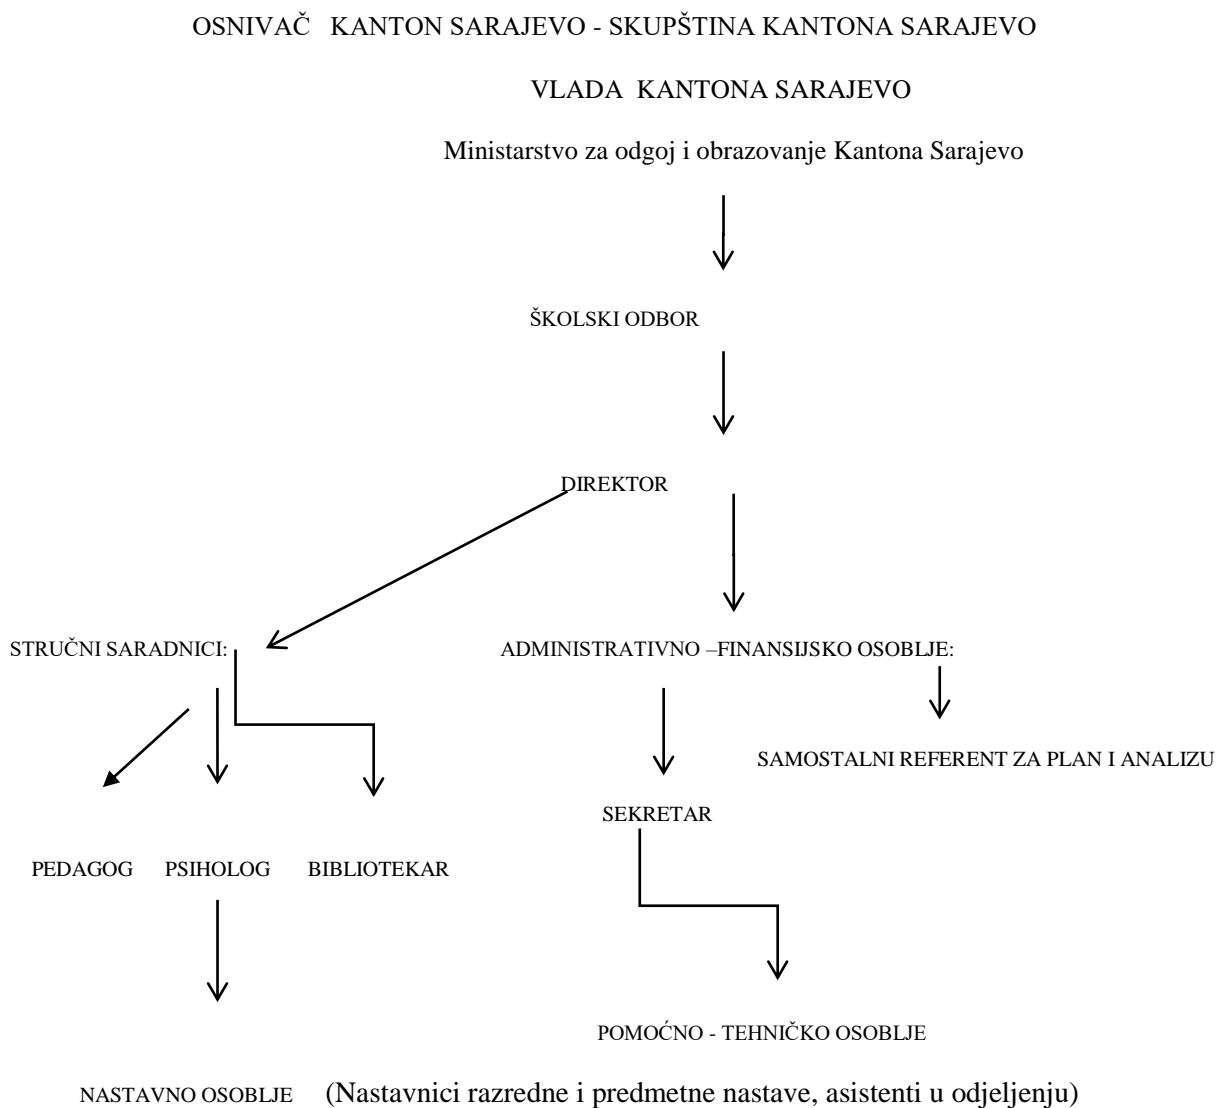 OSNIVAČ KANTON SARAJEVO - SKUPŠTINA KANTONA SARAJEVO
VLADA KANTONA SARAJEVO
Ministarstvo za odgoj i obrazovanje Kantona Sarajevo
ŠKOLSKI ODBOR
DIREKTOR
STRUČNI SARADNICI:
ADMINISTRATIVNO –FINANSIJSKO OSOBLJE:
SAMOSTALNI REFERENT ZA PLAN I ANALIZU
SEKRETAR
PEDAGOG PSIHOLOG BIBLIOTEKAR
POMOĆNO - TEHNIČKO OSOBLJE
NASTAVNO OSOBLJE (Nastavnici razredne i predmetne nastave, asistenti u odjeljenju)